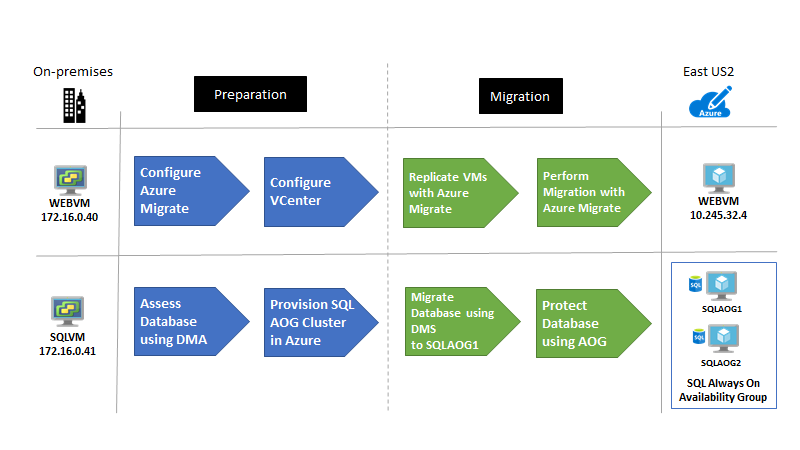 On-premises
Preparation
Migration
East US2
Azure
WEBVM
172.16.0.40
Configure
Azure
Migrate
Configure
VCenter
Replicate VMs
with Azure
Migrate
Perform
Migration with
Azure Migrate
WEBVM
10.245.32.4
SQLVM
172.16.0.41
Assess
Database
using DMA
Provision SQL
AOG Cluster
in Azure
Migrate
Database using
DMS
to SQLAOG1
Protect
Database
using AOG
SQL
SQLAOG1
SQL
SQLAOG2
SQL Always On
Availability Group